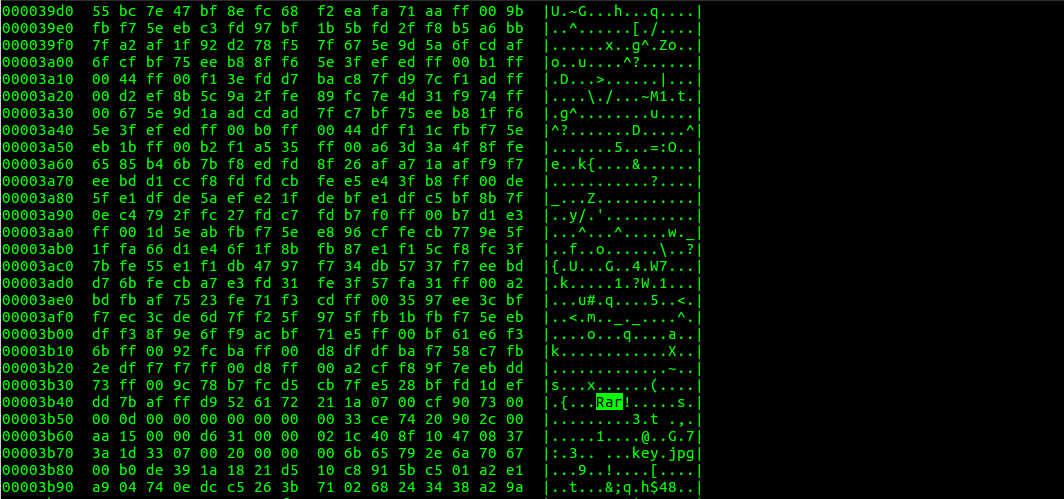 000039d0  55 bc 7e 47 bf 8e fc 68  f2 ea fa 71 aa ff 00 9b  |U.~G...h...q....|
000039e0  fb f7 5e eb c3 fd 97 bf  1b 5b fd 2f f8 b5 a6 bb  |..^......[./....|
000039f0  7f a2 af 1f 92 d2 78 f5  7f 67 5e 9d 5a 6f cd af  |......x..g^.Zo..|
00003a00  6f cf bf 75 ee b8 8f f6  5e 3f ef ed ff 00 b1 ff  |o..u....^?......|
00003a10  00 44 ff 00 f1 3e fd d7  ba c8 7f d9 7c f1 ad ff  |.D...>......|...|
00003a20  00 d2 ef 8b 5c 9a 2f fe  89 fc 7e 4d 31 f9 74 ff  |....\./...~M1.t.|
00003a30  00 67 5e 9d 1a ad cd ad  7f c7 bf 75 ee b8 1f f6  |.g^........u....|
00003a40  5e 3f ef ed ff 00 b0 ff  00 44 df f1 1c fb f7 5e  |^?.......D.....^|
00003a50  eb 1b ff 00 b2 f1 a5 35  ff 00 a6 3d 3a 4f 8f fe  |.......5...=:O..|
00003a60  65 85 b4 6b 7b f8 ed fd  8f 26 af a7 1a af f9 f7  |e..k{....&......|
00003a70  ee bd d1 cc f8 fd fd cb  fe e5 e4 3f b8 ff 00 de  |...........?....|
00003a80  5f e1 df de 5a ef e2 1f  de bf e1 df c5 bf 8b 7f  |_...Z...........|
00003a90  0e c4 79 2f fc 27 fd c7  fd b7 f0 ff 00 b7 d1 e3  |..y/.'..........|
00003aa0  ff 00 1d 5e ab fb f7 5e  e8 96 cf fe cb 77 9e 5f  |...^...^.....w._|
00003ab0  1f fa 66 d1 e4 6f 1f 8b  fb 87 e1 f1 5c f8 fc 3f  |..f..o......\..?|
00003ac0  7b fe 55 e1 f1 db 47 97  f7 34 db 57 37 f7 ee bd  |{.U...G..4.W7...|
00003ad0  d7 6b fe cb a7 e3 fd 31  fe 3f 57 fa 31 ff 00 a2  |.k.....1.?W.1...|
00003ae0  bd fb af 75 23 fe 71 f3  cd ff 00 35 97 ee 3c bf  |...u#.q....5..<.|
00003af0  f7 ec 3c de 6d 7f f2 5f  97 5f fb 1b fb f7 5e eb  |..<.m.._._....^.|
00003b00  df f3 8f 9e 6f f9 ac bf  71 e5 ff 00 bf 61 e6 f3  |....o...q....a..|
00003b10  6b ff 00 92 fc ba ff 00  d8 df df ba f7 58 c7 fb  |k............X..|
00003b20  2e df f7 f7 ff 00 d8 ff  00 a2 cf f8 9f 7e eb dd  |.............~..|
00003b30  73 ff 00 9c 78 b7 fc d5  cb 7f e5 28 bf fd 1d ef  |s...x......(....|
00003b40  dd 7b af ff d9 52 61 72  21 1a 07 00 cf 90 73 00  |.{...Rar!.....s.|
00003b50  00 0d 00 00 00 00 00 00  00 33 ce 74 20 90 2c 00  |.........3.t .,.|
00003b60  aa 15 00 00 d6 31 00 00  02 1c 40 8f 10 47 08 37  |.....1....@..G.7|
00003b70  3a 1d 33 07 00 20 00 00  00 6b 65 79 2e 6a 70 67  |:.3.. ...key.jpg|
00003b80  00 b0 de 39 1a 18 21 d5  10 c8 91 5b c5 01 a2 e1  |...9..!....[....|
00003b90  a9 04 74 0e dc c5 26 3b  71 02 68 24 34 38 a2 9a  |..t...&;q.h$48..|